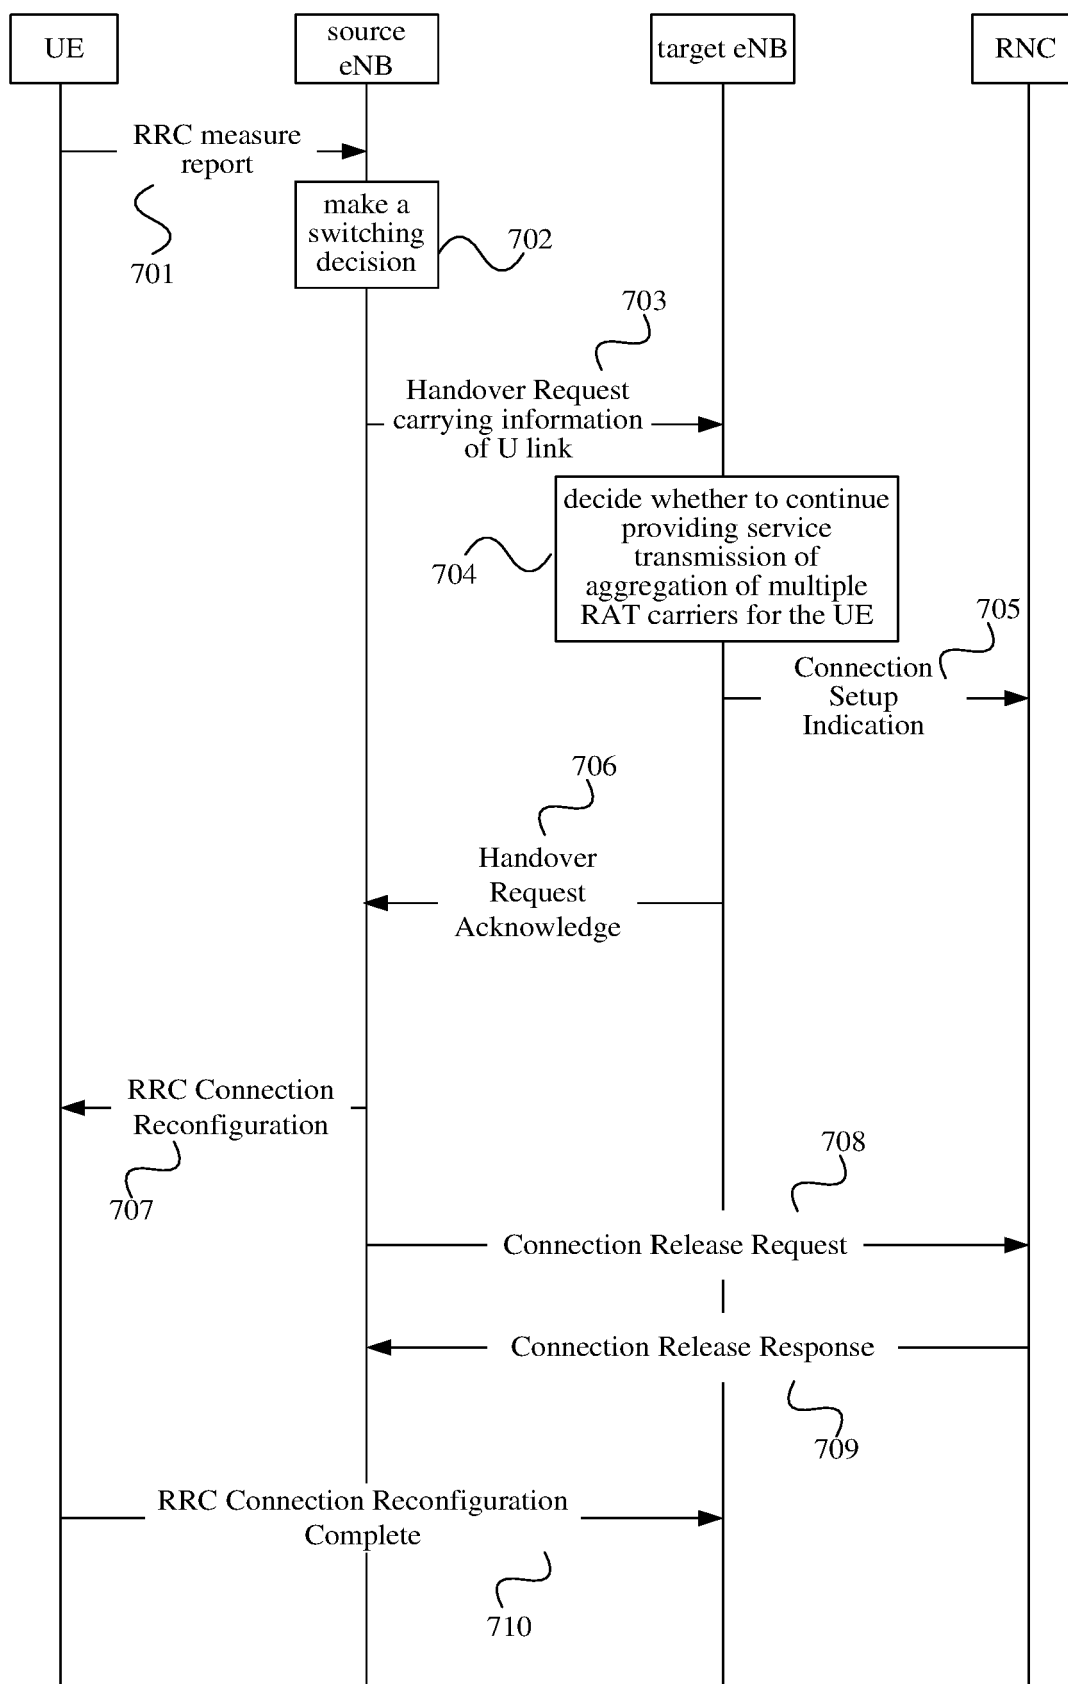 UE
source
eNB
target eNB
RNC
RRC measure
report
701
make a
switching
decision
702
703
Handover Request
carrying information
of U link
decide whether to continue
providing service
transmission of
aggregation of multiple
RAT carriers for the UE
704
705
Connection
Setup
Indication
706
Handover
Request
Acknowledge
RRC Connection
Reconfiguration
707
708
Connection Release Request
Connection Release Response
709
RRC Connection Reconfiguration
Complete
710